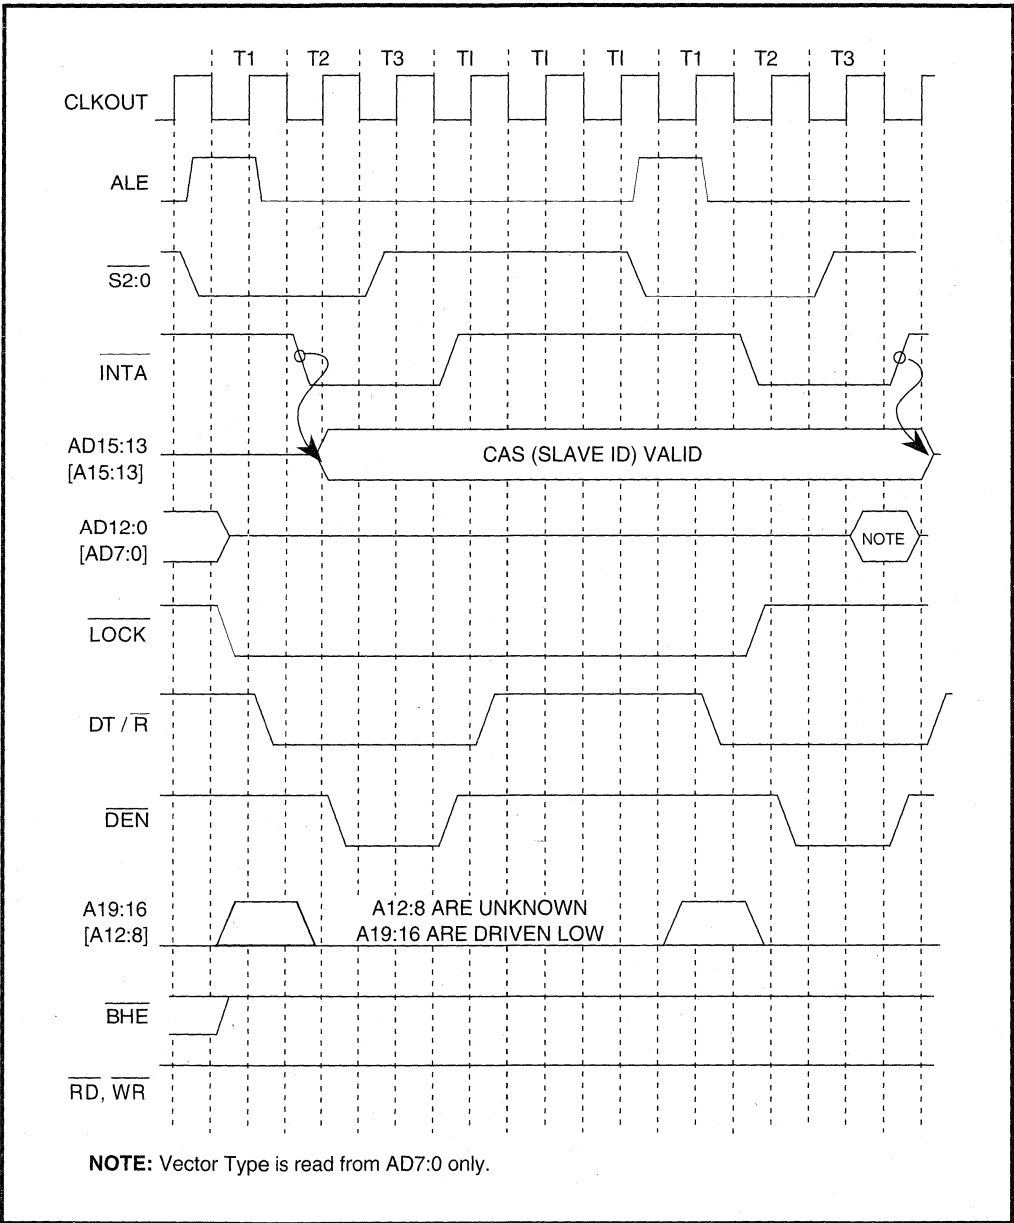 T1 T2 T3 TI TI TI T1 T2 T3
CLKOUT
ALE
S2:0
INTA
AD15:13
[A15:13]
CAS (SLAVE ID) VALID
AD12:0
[AD7:0]
NOTE
LOCK
DT / R
DEN
A19:16
[A12:8]
A12:8 ARE UNKNOWN
A19:16 ARE DRIVEN LOW
BHE
RD, WR
NOTE: Vector Type is read from AD7:0 only.